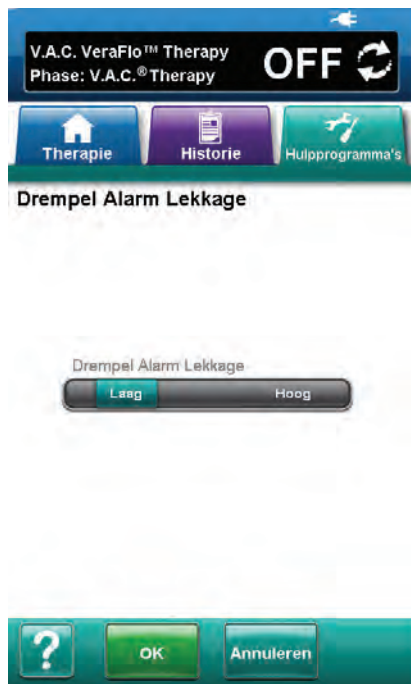 V.A.C. VeraFlo™ Therapy
Phase: V.A.C.® Therapy
OFF
Therapie
Historie
Hulpprogramma's
Drempel Alarm Lekkage
Drempel Alarm Lekkage
Laag
Hoog
?
OK
Annuleren